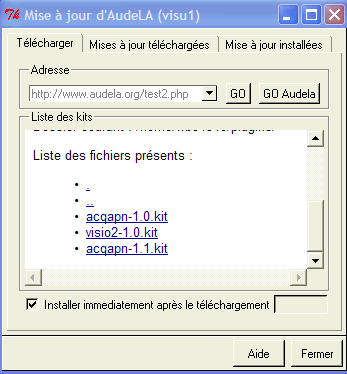 Mise à jour d'AudeLA (visu1)
Télécharger Mises à jour téléchargées Mise à jour installées
Adresse
http://www.audela.org/test2.php GO GO Audela
Liste des kits
Liste des fichiers présents :
.
..
acqapn-1.0.kit
visio2-1.0.kit
acqapn-1.1.kit
Installer immediatement après le téléchargement
Aide Fermer